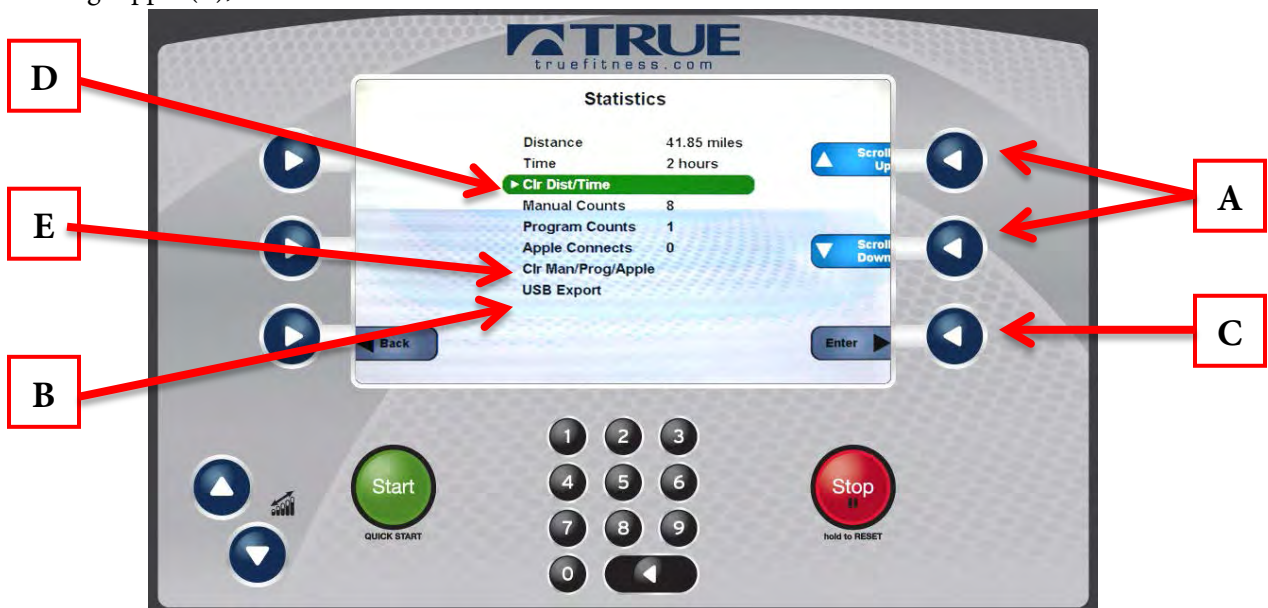 TRUE
truefitness.com
D
Statistics
Distance 41.85 miles
Scroll Up
Time 2 hours
Clr Dist/Time
A
Manual Counts 8
E
Program Counts 1
Apple Connects 0
Scroll Down
Clr Man/Prog/Apple
USB Export
Back
Enter
C
B
1 2 3
Start
4 5 6
Stop
7 8 9
QUICK START
hold to RESET
0